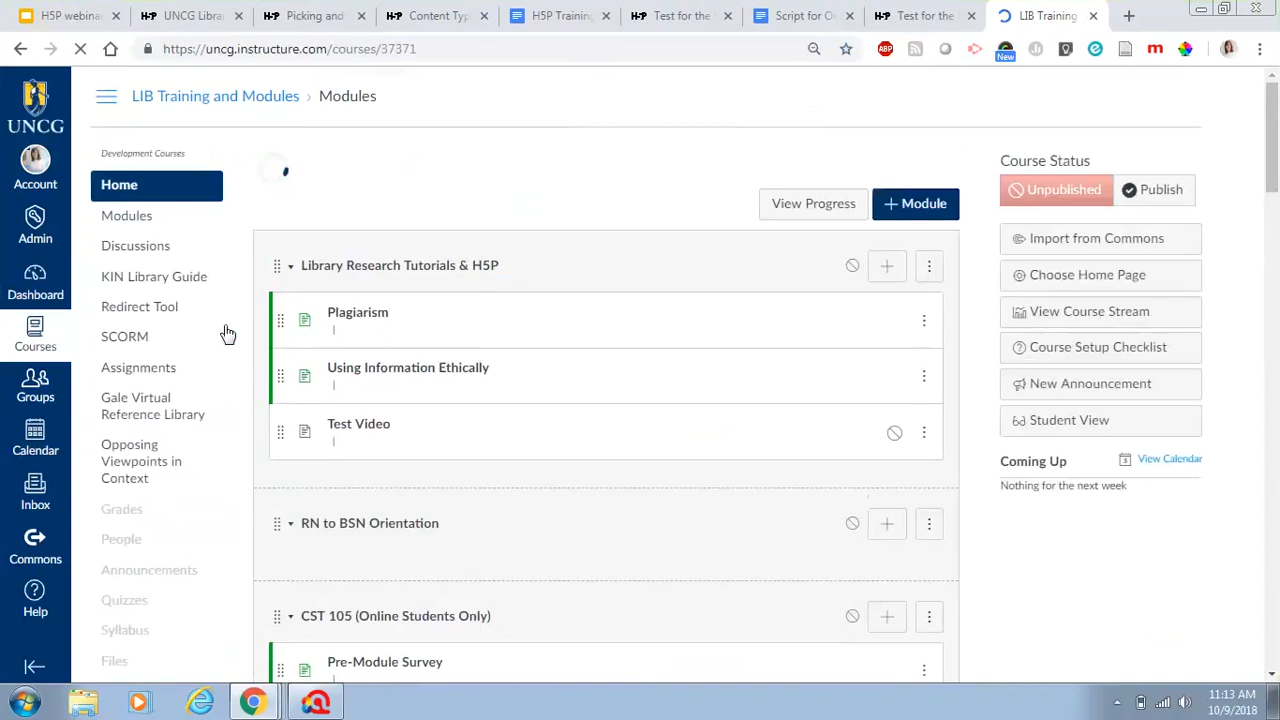 H5P webina
UNCG Libra
Pivoting and
Content Typ
H5P Training
Test for the
Script for O
Test for the
LIB Training
https://uncg.instructure.com/courses/37371
ABP
New
m
UNCG
Account
Admin
Dashboard
Courses
Groups
Calendar
Inbox
Commons
Help
LIB Training and Modules › Modules
Development Courses
Home
Modules
Discussions
KIN Library Guide
Redirect Tool
SCORM
Assignments
Gale Virtual
Reference Library
Opposing
Viewpoints in
Context
Grades
People
Announcements
Quizzes
Syllabus
Files
View Progress
+ Module
Library Research Tutorials & H5P
Plagiarism
Using Information Ethically
Test Video
RN to BSN Orientation
CST 105 (Online Students Only)
Pre-Module Survey
Course Status
Unpublished
Publish
Import from Commons
Choose Home Page
View Course Stream
Course Setup Checklist
New Announcement
Student View
Coming Up
View Calendar
Nothing for the next week
11:13 AM
10/9/2018